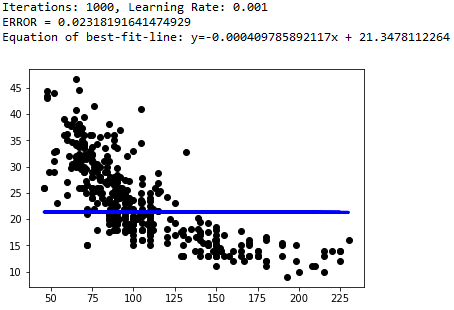 Iterations: 1000, Learning Rate: 0.001
ERROR = 0.02318191641474929
Equation of best-fit-line: y=-0.000409785892117x + 21.3478112264
45
40
35
30
25
20
15
10
50 75 100 125 150 175 200 225